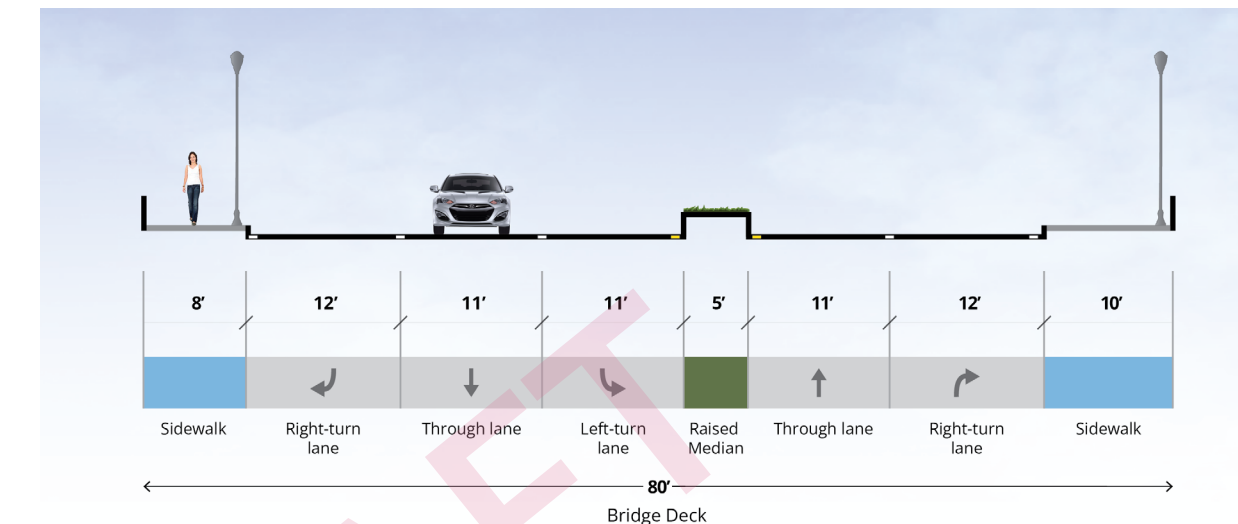 8’ 12’ 11’ 11’ 5’ 11’ 12’ 10’
Sidewalk Right-turn lane Through lane Left-turn lane Raised Median Through lane Right-turn lane Sidewalk
80’
Bridge Deck